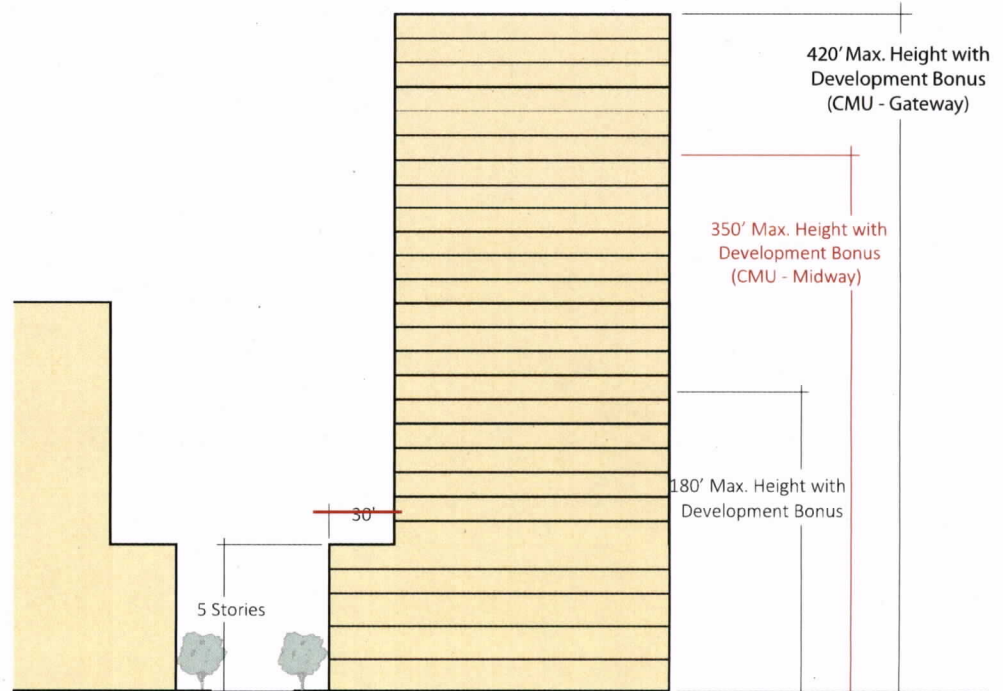 420' Max. Height with
Development Bonus
(CMU - Gateway)
350' Max. Height with
Development Bonus
(CMU - Midway)
180' Max. Height with
Development Bonus
30'
5 Stories